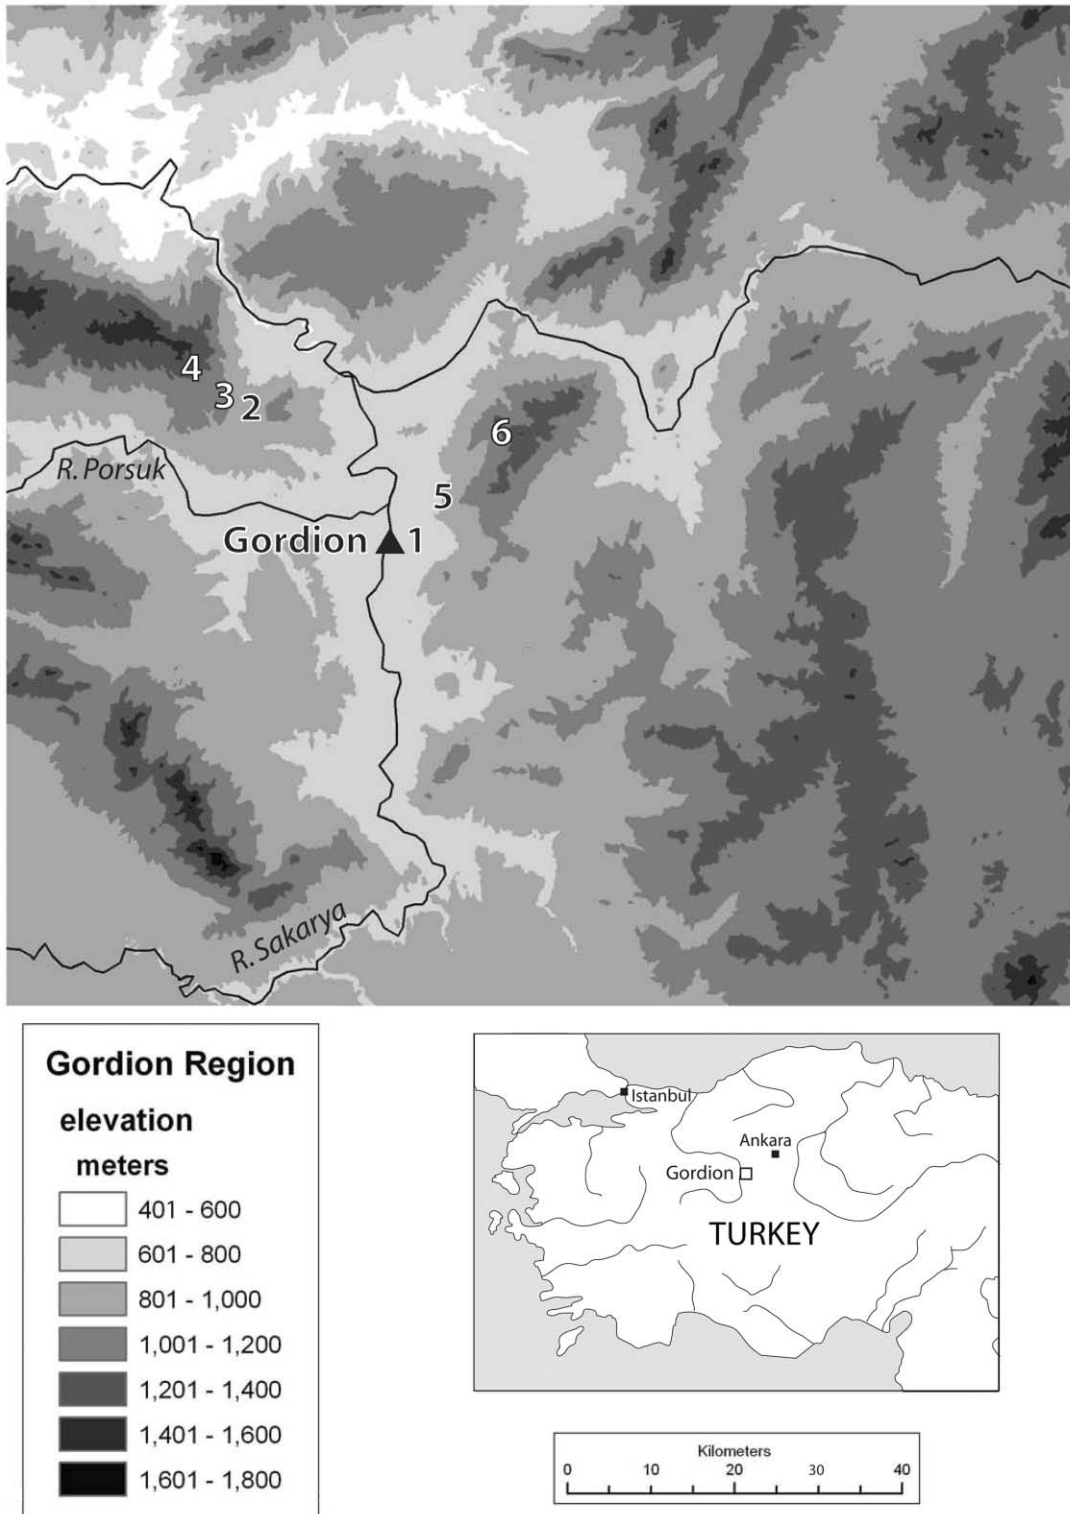 4
3
2
6
R. Porsuk
5
Gordion 1
R. Sakarya
Gordion Region
elevation
meters
401 - 600
601 - 800
801 - 1,000
1,001 - 1,200
1,201 - 1,400
1,401 - 1,600
1,601 - 1,800
Istanbul
Ankara
Gordion
TURKEY
Kilometers
0 10 20 30 40